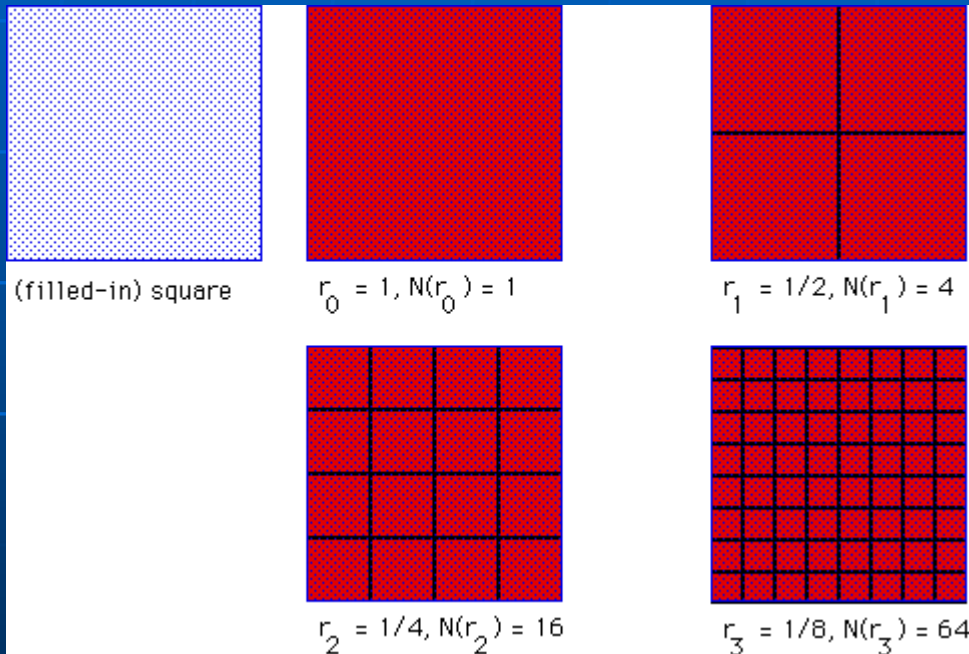 (filled-in) square
r₀ = 1, N(r₀) = 1
r₁ = 1/2, N(r₁) = 4
r₂ = 1/4, N(r₂) = 16
r₃ = 1/8, N(r₃) = 64